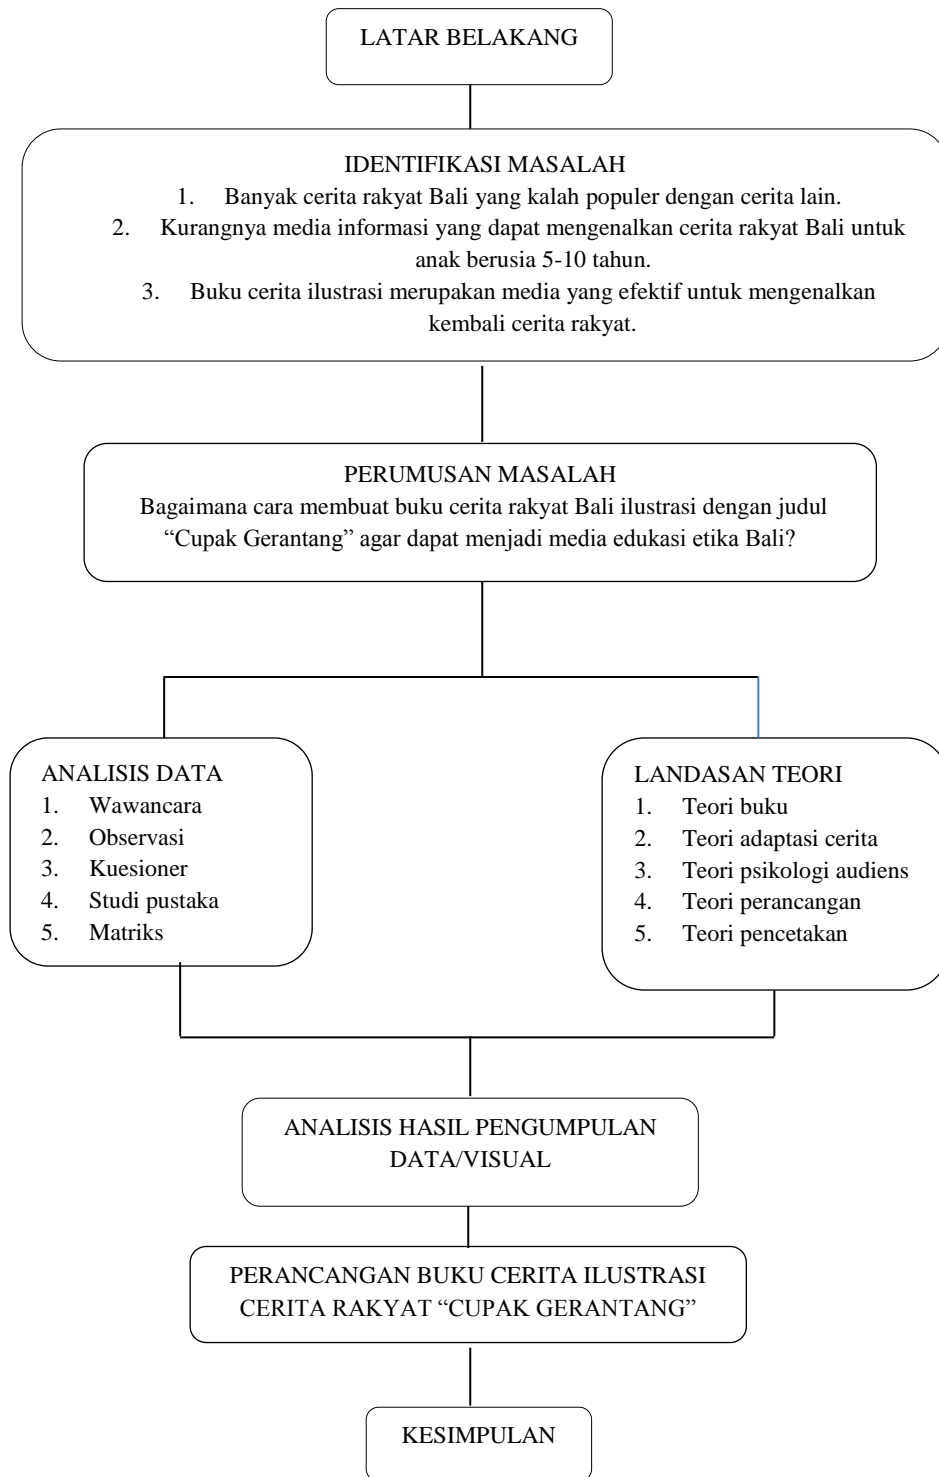 LATAR BELAKANG
IDENTIFIKASI MASALAH
1. Banyak cerita rakyat Bali yang kalah populer dengan cerita lain.
2. Kurangnya media informasi yang dapat mengenalkan cerita rakyat Bali untuk
anak berusia 5-10 tahun.
3. Buku cerita ilustrasi merupakan media yang efektif untuk mengenalkan
kembali cerita rakyat.
PERUMUSAN MASALAH
Bagaimana cara membuat buku cerita rakyat Bali ilustrasi dengan judul
“Cupak Gerantang” agar dapat menjadi media edukasi etika Bali?
ANALISIS DATA
1. Wawancara
2. Observasi
3. Kuesioner
4. Studi pustaka
5. Matriks
LANDASAN TEORI
1. Teori buku
2. Teori adaptasi cerita
3. Teori psikologi audiens
4. Teori perancangan
5. Teori pencetakan
ANALISIS HASIL PENGUMPULAN
DATA/VISUAL
PERANCANGAN BUKU CERITA ILUSTRASI
CERITA RAKYAT “CUPAK GERANTANG”
KESIMPULAN